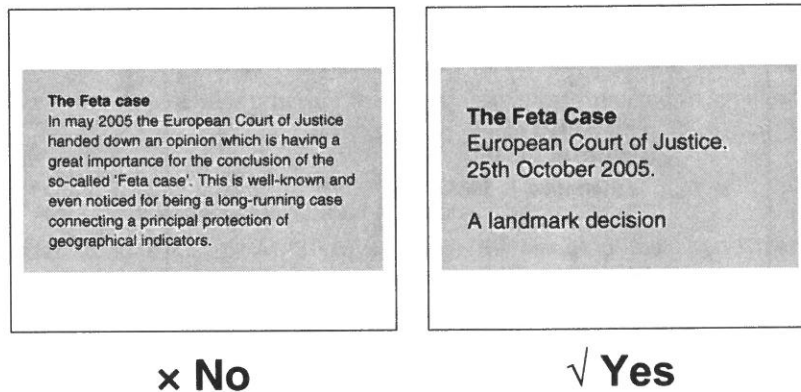 The Feta case
In may 2005 the European Court of Justice
handed down an opinion which is having a
great importance for the conclusion of the
so-called 'Feta case'. This is well-known and
even noticed for being a long-running case
connecting a principal protection of
geographical indicators.
× No
The Feta Case
European Court of Justice.
25th October 2005.
A landmark decision
√ Yes